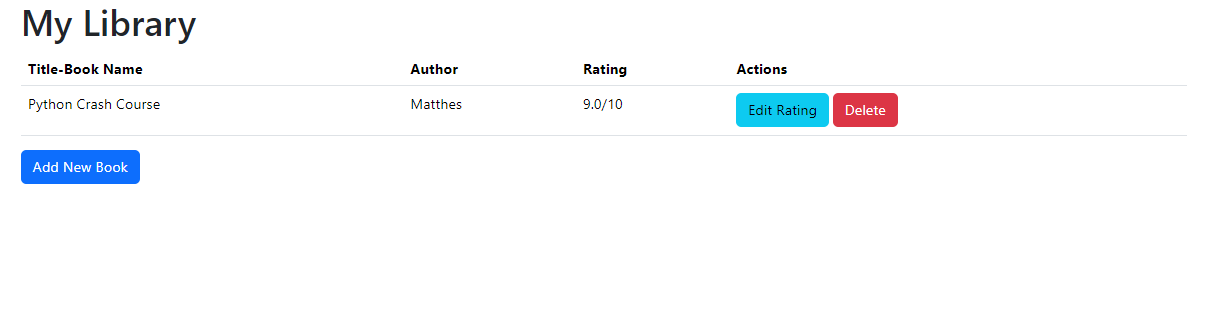 My Library
Title-Book Name Author Rating Actions
Python Crash Course Matthes 9.0/10 Edit Rating Delete
Add New Book